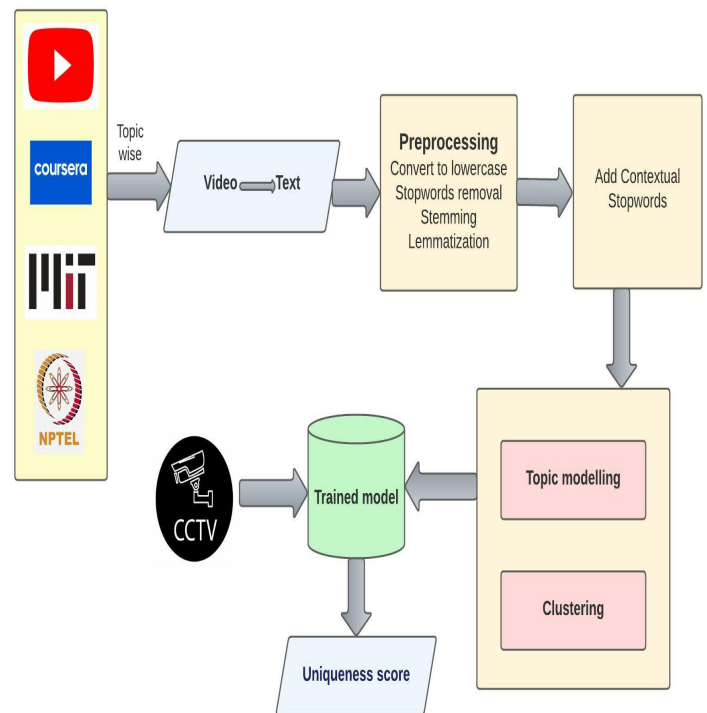 coursera
MIT
NPTEL
Topic
wise
Video Text
Preprocessing
Convert to lowercase
Stopwords removal
Stemming
Lemmatization
Add Contextual
Stopwords
Topic modelling
Clustering
Trained model
CCTV
Uniqueness score